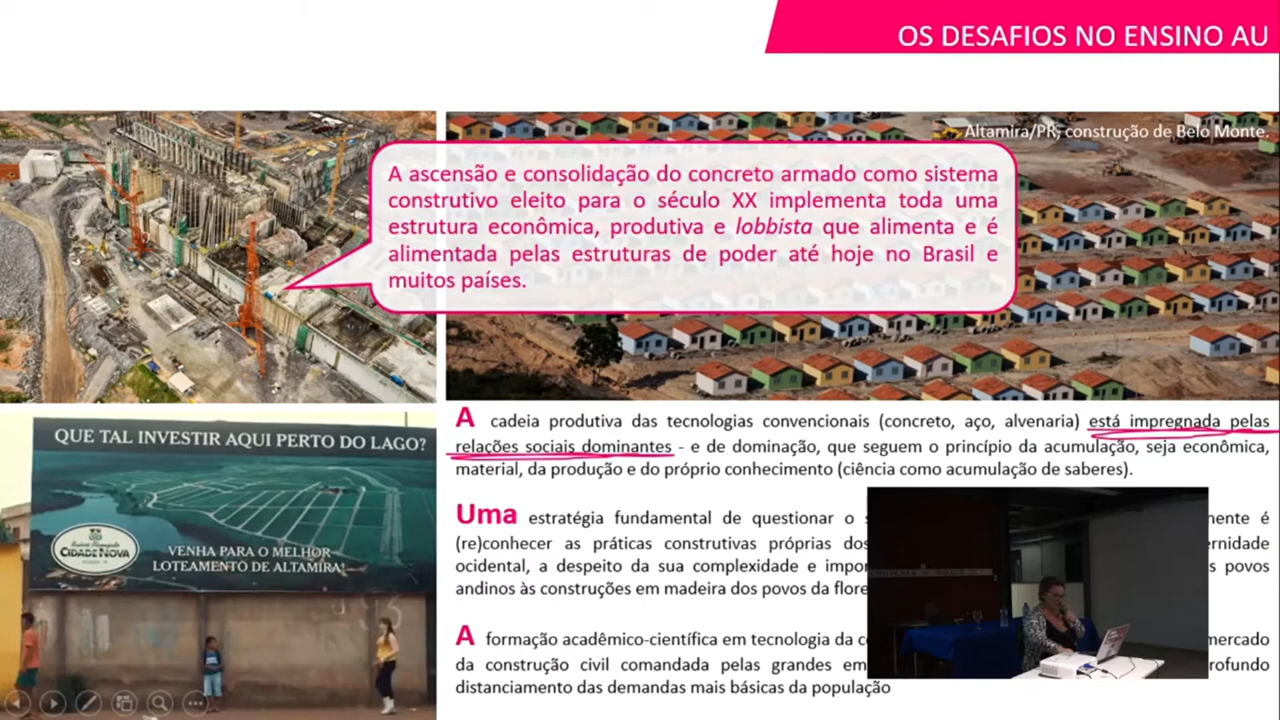 OS DESAFIOS NO ENSINO AU
Altamira/PR, construção de Belo Monte.
A ascensão e consolidação do concreto armado como sistema
construtivo eleito para o século XX implementa toda uma
estrutura econômica, produtiva e lobbista que alimenta e é
alimentada pelas estruturas de poder até hoje no Brasil e
muitos países.
QUE TAL INVESTIR AQUI PERTO DO LAGO?
CIDADE NOVA
VENHA PARA O MELHOR
LOTEAMENTO DE ALTAMIRA!
A cadeia produtiva das tecnologias convencionais (concreto, aço, alvenaria) está impregnada pelas
relações sociais dominantes - e de dominação, que seguem o princípio da acumulação, seja econômica,
material, da produção e do próprio conhecimento (ciência como acumulação de saberes).
Uma estratégia fundamental de questionar o é
(re)conhecer as práticas construtivas próprias
ocidental, a despeito da sua complexidade e povos
andinos às construções em madeira dos povos da
A formação acadêmico-científica em tecnologia da mercado
da construção civil comandada pelas grandes
distanciamento das demandas mais básicas da população